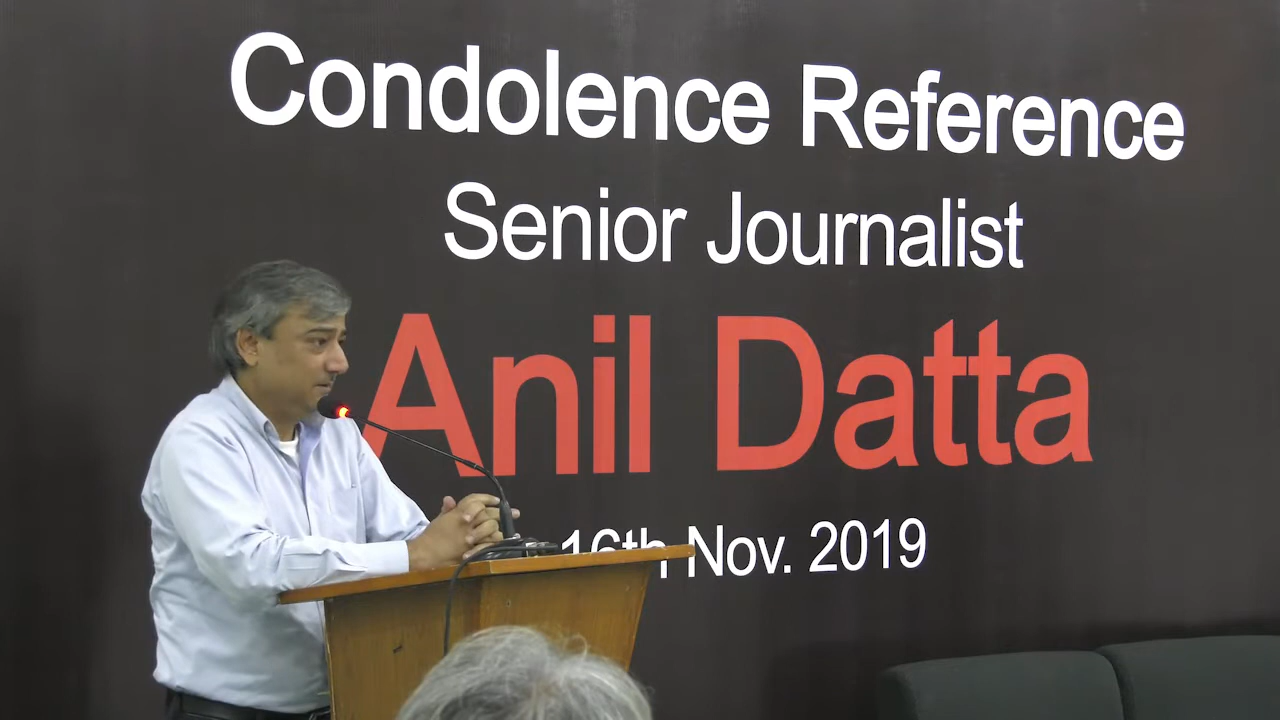 Condolence Reference
Senior Journalist
Anil Datta
16th Nov. 2019